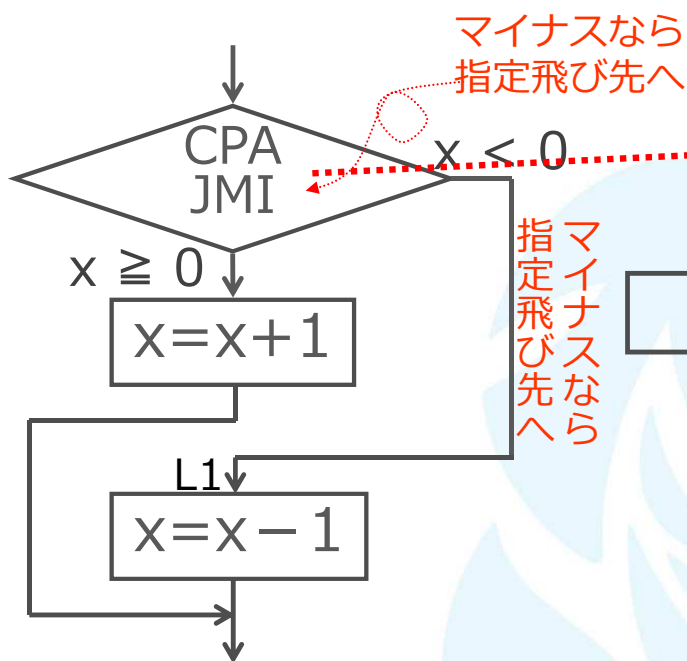 マイナスなら
指定飛び先へ
CPA
JMI
x < 0
x ≧ 0
マイナスなら
指定飛び先へ
x=x+1
L1
x=x−1